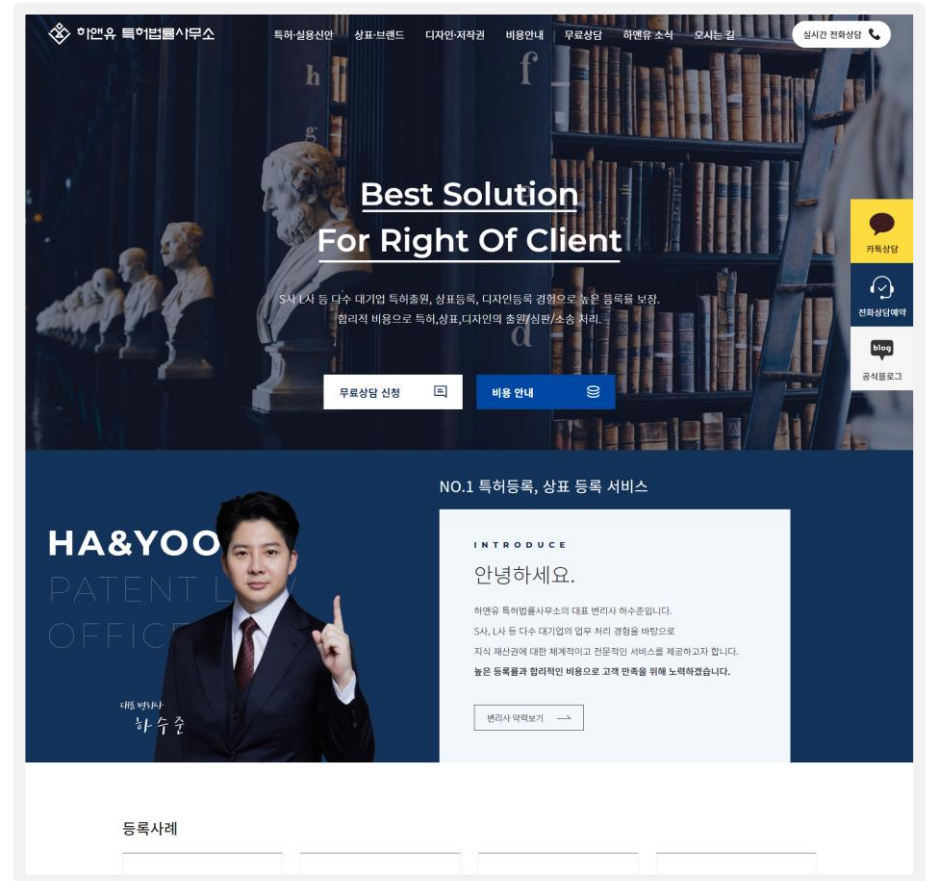 하앤유 특허법률사무소
특허·실용신안 상표·브랜드 디자인·저작권 비용안내 무료상담 하앤유 소식 오시는 길
실시간 전화상담
h
f
g
Best Solution
For Right Of Client
카톡상담
전화상담예약
blog
공식블로그
S사 L사 등 다수 대기업 특허출원, 상표등록, 디자인등록 경험으로 높은 등록률 보장.
합리적 비용으로 특허,상표,디자인의 출원/심판/소송 처리.
d
a
무료상담 신청
비용 안내
NO.1 특허등록, 상표 등록 서비스
HA&YOO
PATENT LAW
OFFICE
대표 변리사
하수준
INTRODUCE
안녕하세요.
하앤유 특허법률사무소의 대표 변리사 하수준입니다.
S사, L사 등 다수 대기업의 업무 처리 경험을 바탕으로
지식 재산권에 대한 체계적이고 전문적인 서비스를 제공하고자 합니다.
높은 등록률과 합리적인 비용으로 고객 만족을 위해 노력하겠습니다.
변리사 약력보기
등록사례